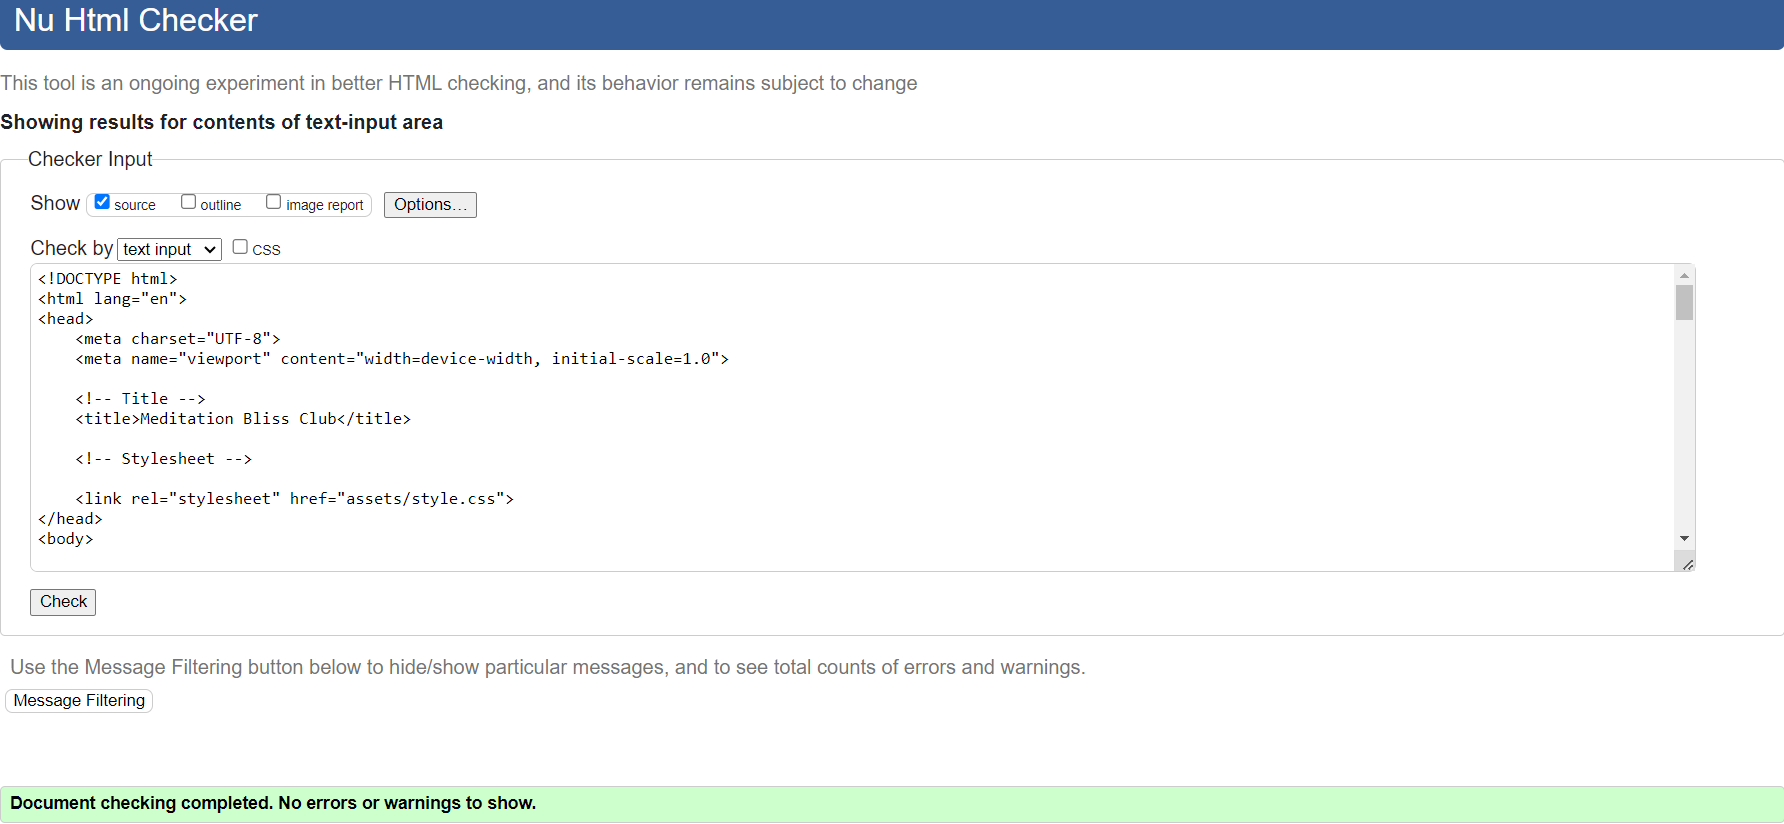 Nu Html Checker
This tool is an ongoing experiment in better HTML checking, and its behavior remains subject to change
Showing results for contents of text-input area
Checker Input
Show source outline image report Options...
Check by text input CSS
<!DOCTYPE html>
<html lang="en">
<head>
    <meta charset="UTF-8">
    <meta name="viewport" content="width=device-width, initial-scale=1.0">
    <!-- Title -->
    <title>Meditation Bliss Club</title>
    <!-- Stylesheet -->
    <link rel="stylesheet" href="assets/style.css">
</head>
<body>
Check
Use the Message Filtering button below to hide/show particular messages, and to see total counts of errors and warnings.
Message Filtering
Document checking completed. No errors or warnings to show.